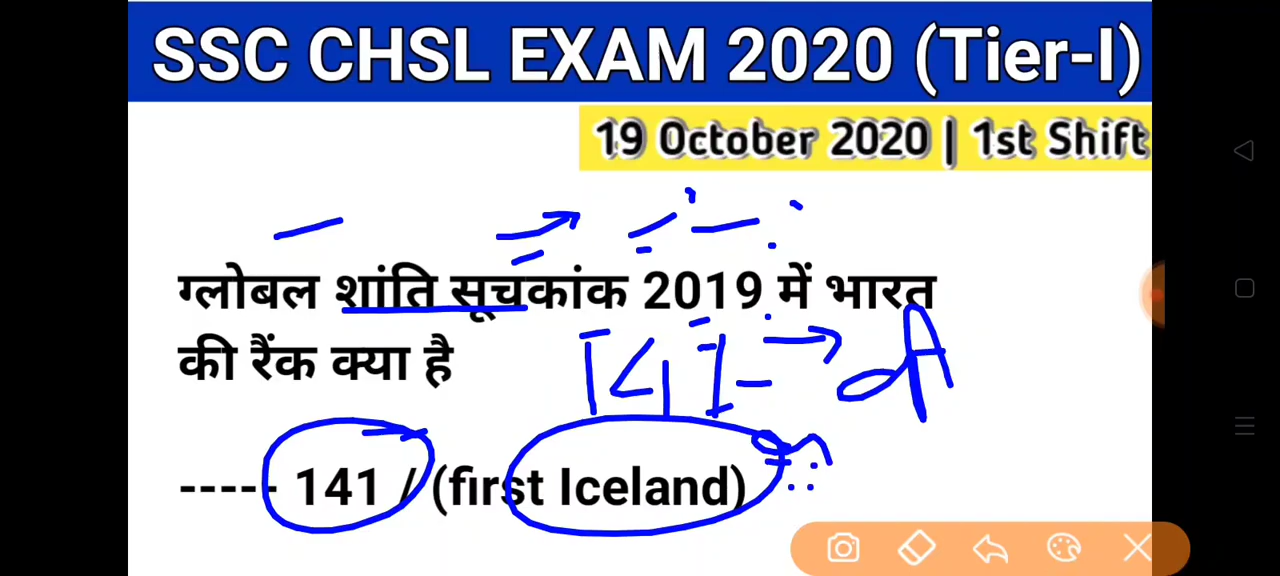 SSC CHSL EXAM 2020 (Tier-I)
19 October 2020 | 1st Shift
ग्लोबल शांति सूचकांक 2019 में भारत
की रैंक क्या है
141
----- 141 / (first Iceland)